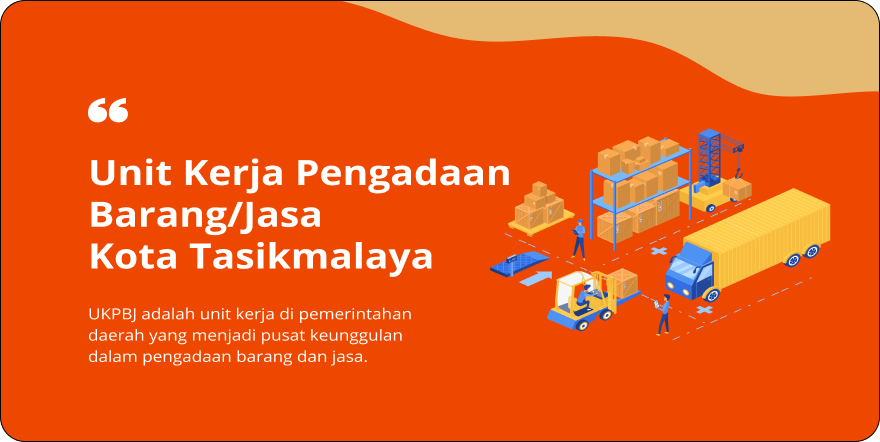 “
Unit Kerja Pengadaan
Barang/Jasa
Kota Tasikmalaya
UKPBJ adalah unit kerja di pemerintahan
daerah yang menjadi pusat keunggulan
dalam pengadaan barang dan jasa.